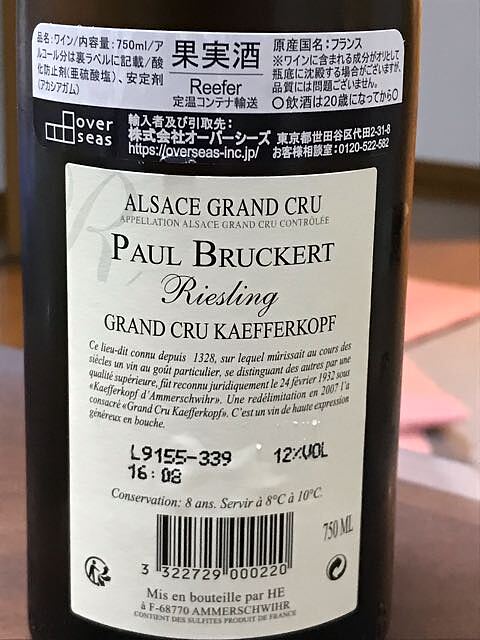 品名:ワイン/内容量:750ml/ア
ルコール分は裏ラベルに記載/酸
化防止剤(亜硫酸塩)、安定剤
(アカシアガム)
果実酒
Reefer
定温コンテナ輸送
原産国名:フランス
※ワインに含まれる成分がオリとして
瓶底に沈殿する場合がございますが、
品質には問題ございません。
〇飲酒は20歳になってから〇
over
seas
輸入者及び引取先:
株式会社オーバーシーズ 東京都世田谷区代田2-31-8
https://overseas-inc.jp/ お客様相談室:0120-522-582
ALSACE GRAND CRU
APPELLATION ALSACE GRAND CRU CONTRÔLÉE
PAUL BRUCKERT
Riesling
GRAND CRU KAEFFERKOPF
Ce lieu-dit connu depuis 1328, sur lequel mûrissait au cours des
siècles un vin au goût particulier, se distinguant des autres par une
qualité supérieure, fût reconnu juridiquement le 24 février 1932 sous
«Kaefferkopf d'Ammerschwihr». Une redélimitation en 2007 l'a
consacré «Grand Cru Kaefferkopf». C'est un vin de haute expression
généreux en bouche.
L9155-339 12%VOL
16:08
Conservation: 8 ans. Servir à 8°C à 10°C.
750 ML
3 322729 000220
Mis en bouteille par HE
à F-68770 AMMERSCHWIHR
CONTIENT DES SULFITES PRODUIT DE FRANCE